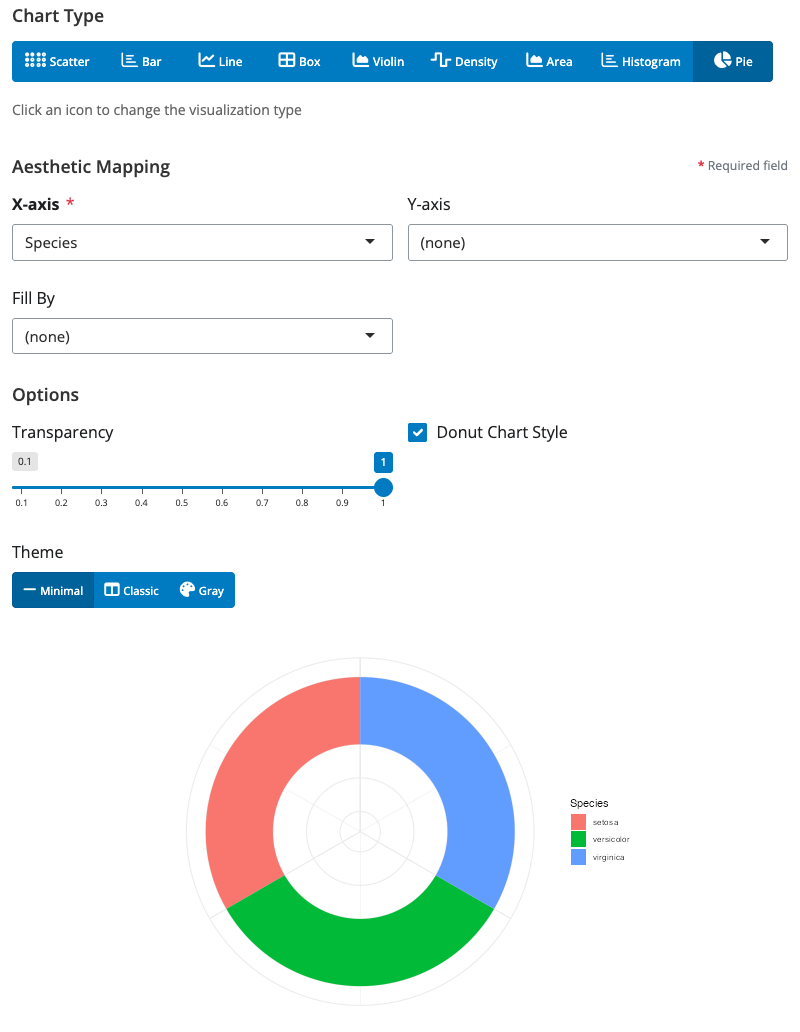 Chart Type
Scatter Bar Line Box Violin Density Area Histogram Pie
Click an icon to change the visualization type
Aesthetic Mapping * Required field
X-axis * Y-axis
Species (none)
Fill By
(none)
Options
Transparency Donut Chart Style
0.1 1
0.1 0.2 0.3 0.4 0.5 0.6 0.7 0.8 0.9 1
Theme
Minimal Classic Gray
Species
setosa
versicolor
virginica